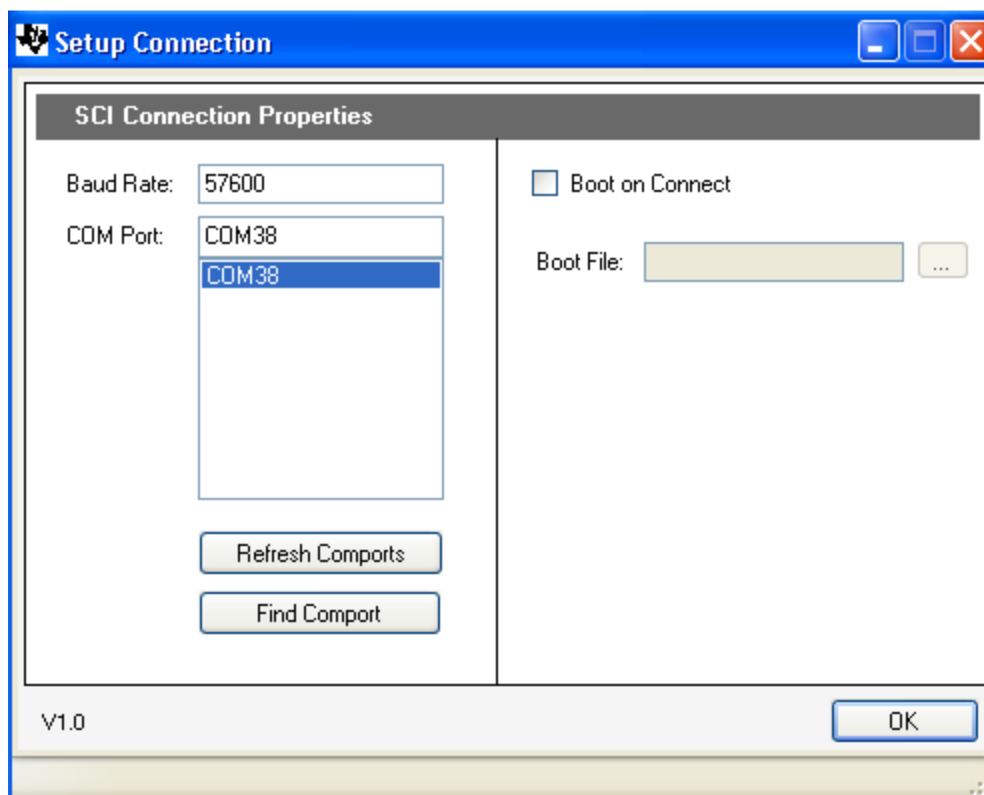 Setup Connection
SCI Connection Properties
Baud Rate: 57600
COM Port: COM38
COM38
Refresh Comports
Find Comport
Boot on Connect
Boot File: ...
V1.0
OK